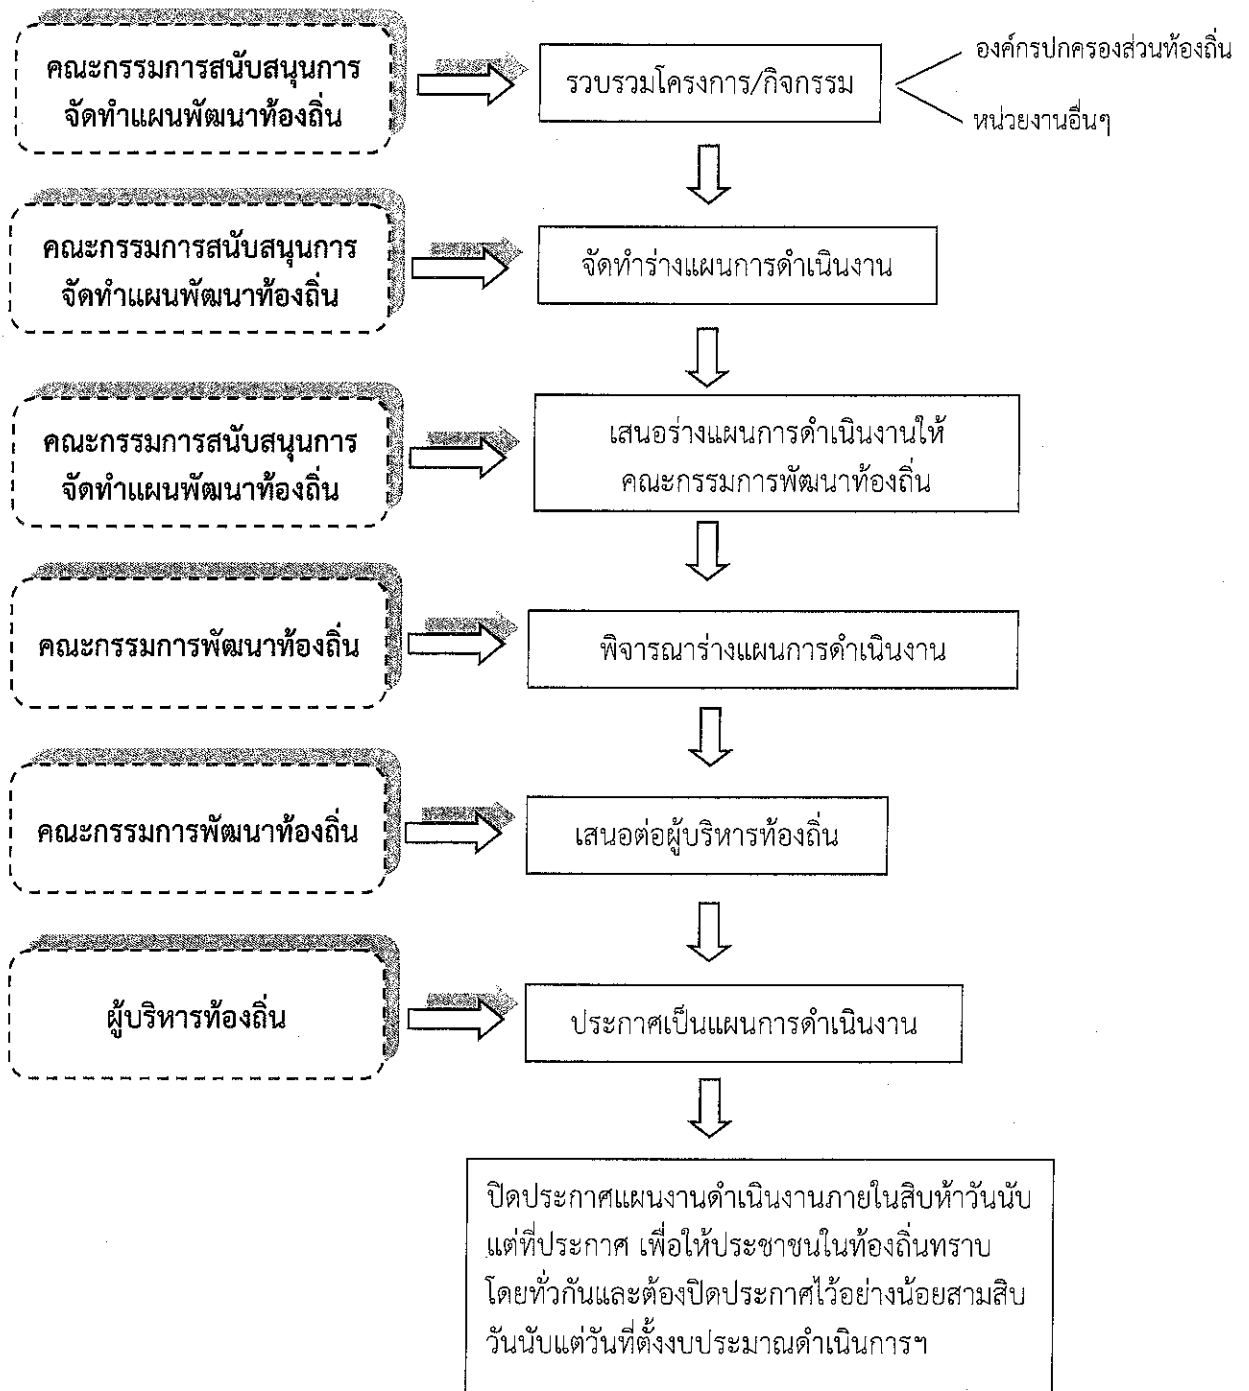 คณะกรรมการสนับสนุนการ
จัดทำแผนพัฒนาท้องถิ่น
รวบรวมโครงการ/กิจกรรม
องค์กรปกครองส่วนท้องถิ่น
หน่วยงานอื่นๆ
คณะกรรมการสนับสนุนการ
จัดทำแผนพัฒนาท้องถิ่น
จัดทำร่างแผนการดำเนินงาน
คณะกรรมการสนับสนุนการ
จัดทำแผนพัฒนาท้องถิ่น
เสนอร่างแผนการดำเนินงานให้
คณะกรรมการพัฒนาท้องถิ่น
คณะกรรมการพัฒนาท้องถิ่น
พิจารณาร่างแผนการดำเนินงาน
คณะกรรมการพัฒนาท้องถิ่น
เสนอต่อผู้บริหารท้องถิ่น
ผู้บริหารท้องถิ่น
ประกาศเป็นแผนการดำเนินงาน
ปิดประกาศแผนงานดำเนินงานภายในสิบห้าวันนับ
แต่ที่ประกาศ เพื่อให้ประชาชนในท้องถิ่นทราบ
โดยทั่วกันและต้องปิดประกาศไว้อย่างน้อยสามสิบ
วันนับแต่วันที่ตั้งงบประมาณดำเนินการฯ